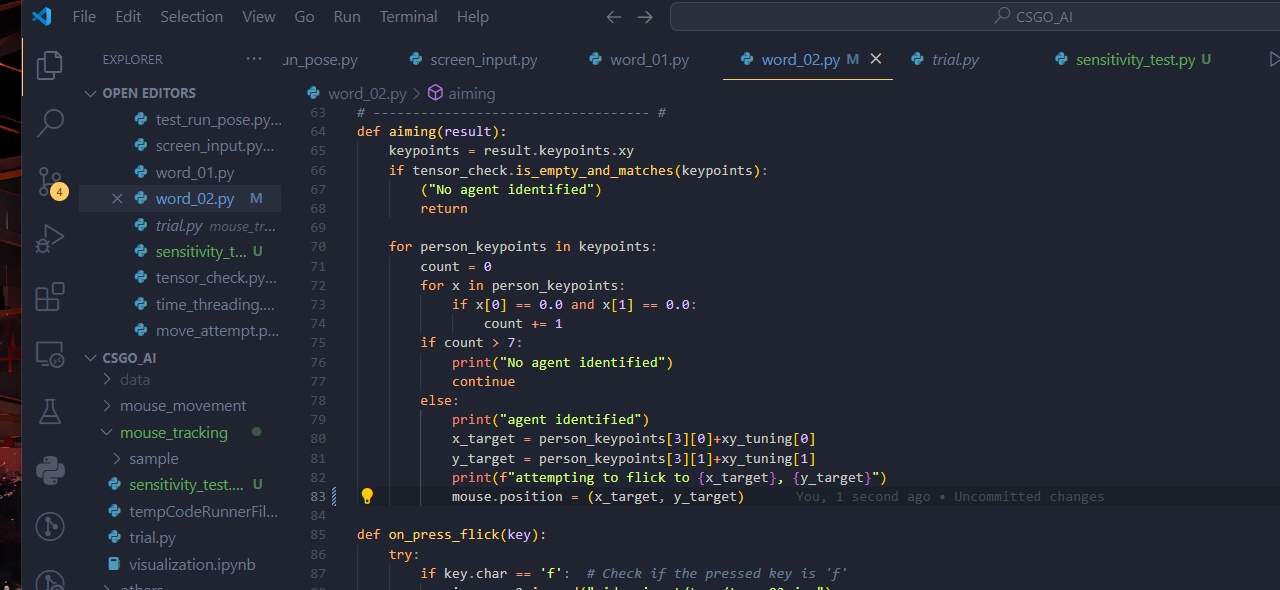 File Edit Selection View Go Run Terminal Help CSGO_AI
EXPLORER ... un_pose.py screen_input.py word_01.py word_02.py M trial.py sensitivity_test.py U
OPEN EDITORS
test_run_pose.py...
screen_input.py...
word_01.py
word_02.py M
trial.py mouse_tr...
sensitivity_t... U
tensor_check.py...
time_threading....
move_attempt.p...
CSGO_AI
data
mouse_movement
mouse_tracking
sample
sensitivity_test.... U
tempCodeRunnerFil...
trial.py
visualization.ipynb
others
4
word_02.py > aiming
63 # ----------------------------------- #
64 def aiming(result):
65 keypoints = result.keypoints.xy
66 if tensor_check.is_empty_and_matches(keypoints):
67 ("No agent identified")
68 return
69
70 for person_keypoints in keypoints:
71 count = 0
72 for x in person_keypoints:
73 if x[0] == 0.0 and x[1] == 0.0:
74 count += 1
75 if count > 7:
76 print("No agent identified")
77 continue
78 else:
79 print("agent identified")
80 x_target = person_keypoints[3][0]+xy_tuning[0]
81 y_target = person_keypoints[3][1]+xy_tuning[1]
82 print(f"attempting to flick to {x_target}, {y_target}")
83 mouse.position = (x_target, y_target) You, 1 second ago • Uncommitted changes
84
85 def on_press_flick(key):
86 try:
87 if key.char == 'f': # Check if the pressed key is 'f'